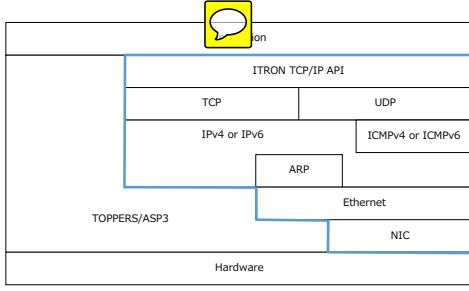 ion
ITRON TCP/IP API
TCP
UDP
IPv4 or IPv6
ICMPv4 or ICMPv6
ARP
Ethernet
TOPPERS/ASP3
NIC
Hardware